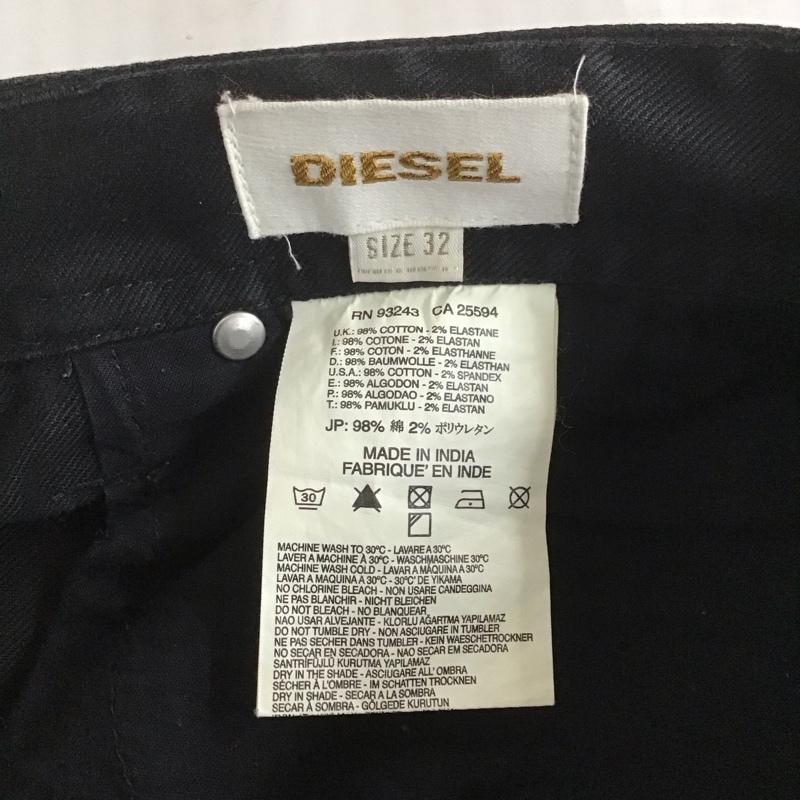 DIESEL
SIZE 32
RN 93243 CA 25594
U.K.: 98% COTTON - 2% ELASTANE
I.: 98% COTONE - 2% ELASTAN
F.: 98% COTON - 2% ELASTHANNE
D.: 98% BAUMWOLLE - 2% ELASTHAN
U.S.A.: 98% COTTON - 2% SPANDEX
E.: 98% ALGODON - 2% ELASTAN
P.: 98% ALGODAO - 2% ELASTANO
T.: 98% PAMUKLU - 2% ELASTAN
JP: 98% 綿 2% ポリウレタン
MADE IN INDIA
FABRIQUE' EN INDE
30
MACHINE WASH TO 30°C - LAVARE A 30°C
LAVER A MACHINE À 30°C - WASCHMASCHINE 30°C
MACHINE WASH COLD - LAVAR A MÁQUINA A 30°C
LAVAR A MAQUINA A 30°C - 30°C' DE YIKAMA
NO CHLORINE BLEACH - NON USARE CANDEGGINA
NE PAS BLANCHIR - NICHT BLEICHEN
DO NOT BLEACH - NO BLANQUEAR
NAO USAR ALVEJANTE - KLORLU AĞARTMA YAPILAMAZ
DO NOT TUMBLE DRY - NON ASCIUGARE IN TUMBLER
NE PAS SECHER DANS TUMBLER - KEIN WAESCHETROCKNER
NO SECAR EN SECADORA - NAO SECAR EM SECADORA
SANTRİFÜJLÜ KURUTMA YAPILAMAZ
DRY IN THE SHADE - ASCIUGARE ALL' OMBRA
SÉCHER À L'OMBRE - IM SCHATTEN TROCKNEN
DRY IN SHADE - SECAR A LA SOMBRA
SECAR À SOMBRA - GÖLGEDE KURUTUN